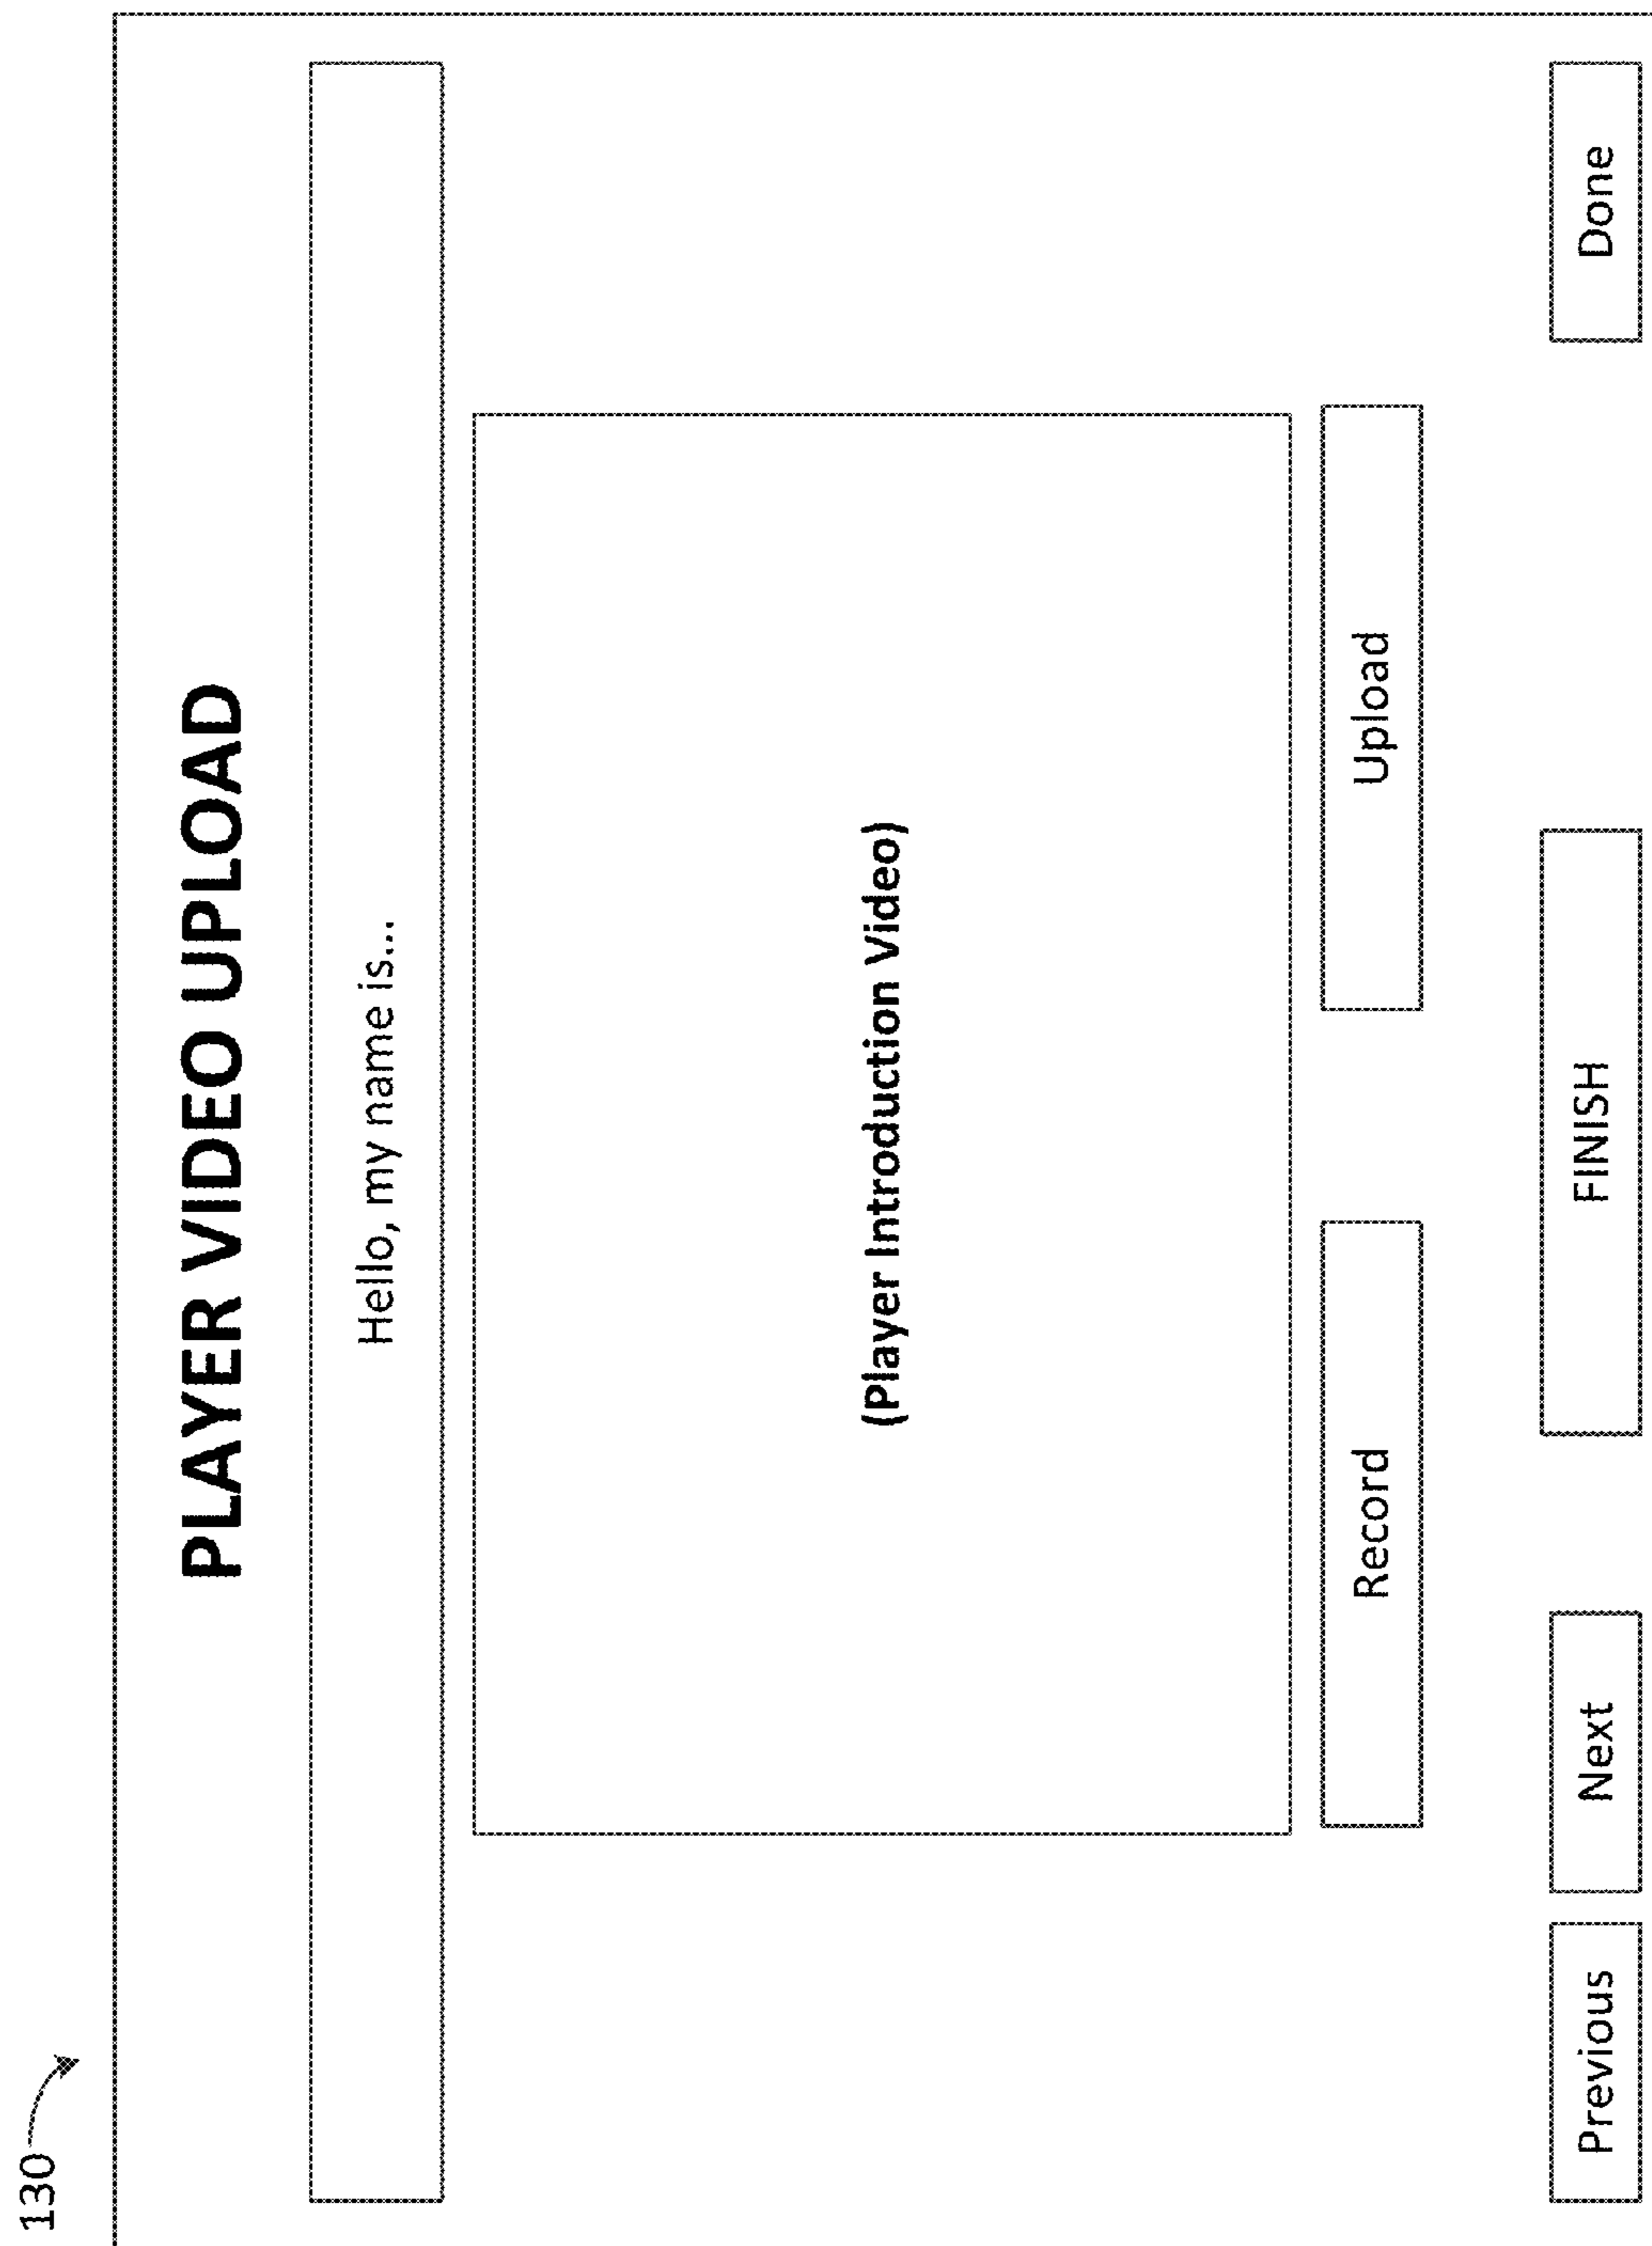 130
PLAYER VIDEO UPLOAD
Hello, my name is...
(Player Introduction Video)
Record Upload
Previous Next FINISH Done